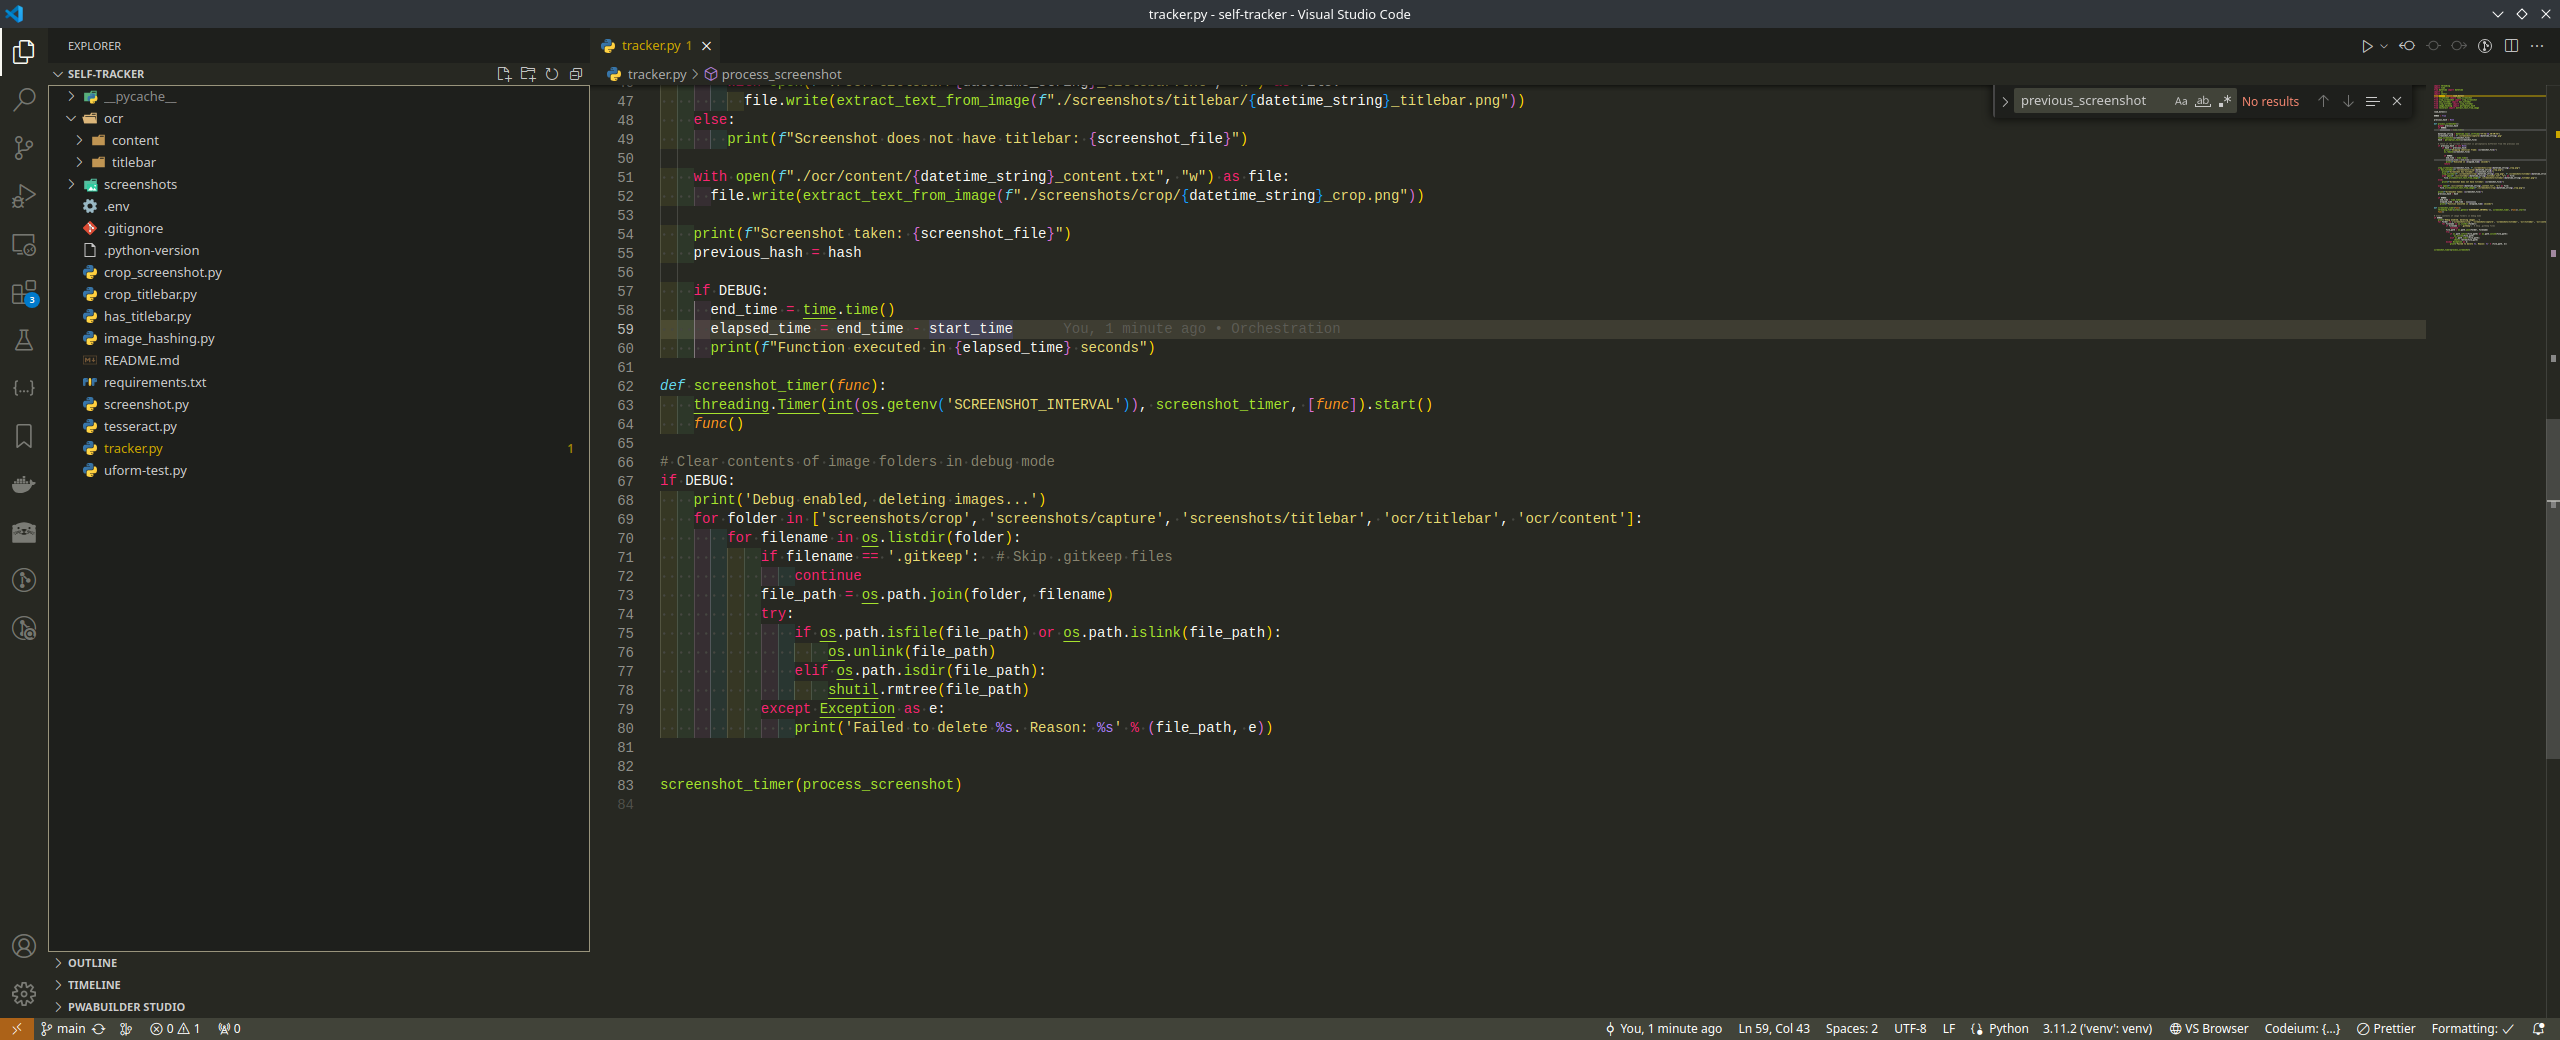 tracker.py - self-tracker - Visual Studio Code
EXPLORER
SELF-TRACKER
__pycache__
ocr
content
titlebar
screenshots
.env
.gitignore
.python-version
crop_screenshot.py
crop_titlebar.py
has_titlebar.py
image_hashing.py
README.md
requirements.txt
screenshot.py
tesseract.py
tracker.py 1
uform-test.py
OUTLINE
TIMELINE
PWABUILDER STUDIO
3
tracker.py 1
tracker.py > process_screenshot
previous_screenshot Aa ab .* No results
47 file.write(extract_text_from_image(f"./screenshots/titlebar/{datetime_string}_titlebar.png"))
48 else:
49 print(f"Screenshot does not have titlebar: {screenshot_file}")
50
51 with open(f"./ocr/content/{datetime_string}_content.txt", "w") as file:
52 file.write(extract_text_from_image(f"./screenshots/crop/{datetime_string}_crop.png"))
53
54 print(f"Screenshot taken: {screenshot_file}")
55 previous_hash = hash
56
57 if DEBUG:
58 end_time = time.time()
59 elapsed_time = end_time - start_time You, 1 minute ago • Orchestration
60 print(f"Function executed in {elapsed_time} seconds")
61
62 def screenshot_timer(func):
63 threading.Timer(int(os.getenv('SCREENSHOT_INTERVAL')), screenshot_timer, [func]).start()
64 func()
65
66 # Clear contents of image folders in debug mode
67 if DEBUG:
68 print('Debug enabled, deleting images...')
69 for folder in ['screenshots/crop', 'screenshots/capture', 'screenshots/titlebar', 'ocr/titlebar', 'ocr/content']:
70 for filename in os.listdir(folder):
71 if filename == '.gitkeep': # Skip .gitkeep files
72 continue
73 file_path = os.path.join(folder, filename)
74 try:
75 if os.path.isfile(file_path) or os.path.islink(file_path):
76 os.unlink(file_path)
77 elif os.path.isdir(file_path):
78 shutil.rmtree(file_path)
79 except Exception as e:
80 print('Failed to delete %s. Reason: %s' % (file_path, e))
81
82
83 screenshot_timer(process_screenshot)
84
main 0 1 0 You, 1 minute ago Ln 59, Col 43 Spaces: 2 UTF-8 LF Python 3.11.2 ('venv': venv) VS Browser Codeium: {...} Prettier Formatting: ✓